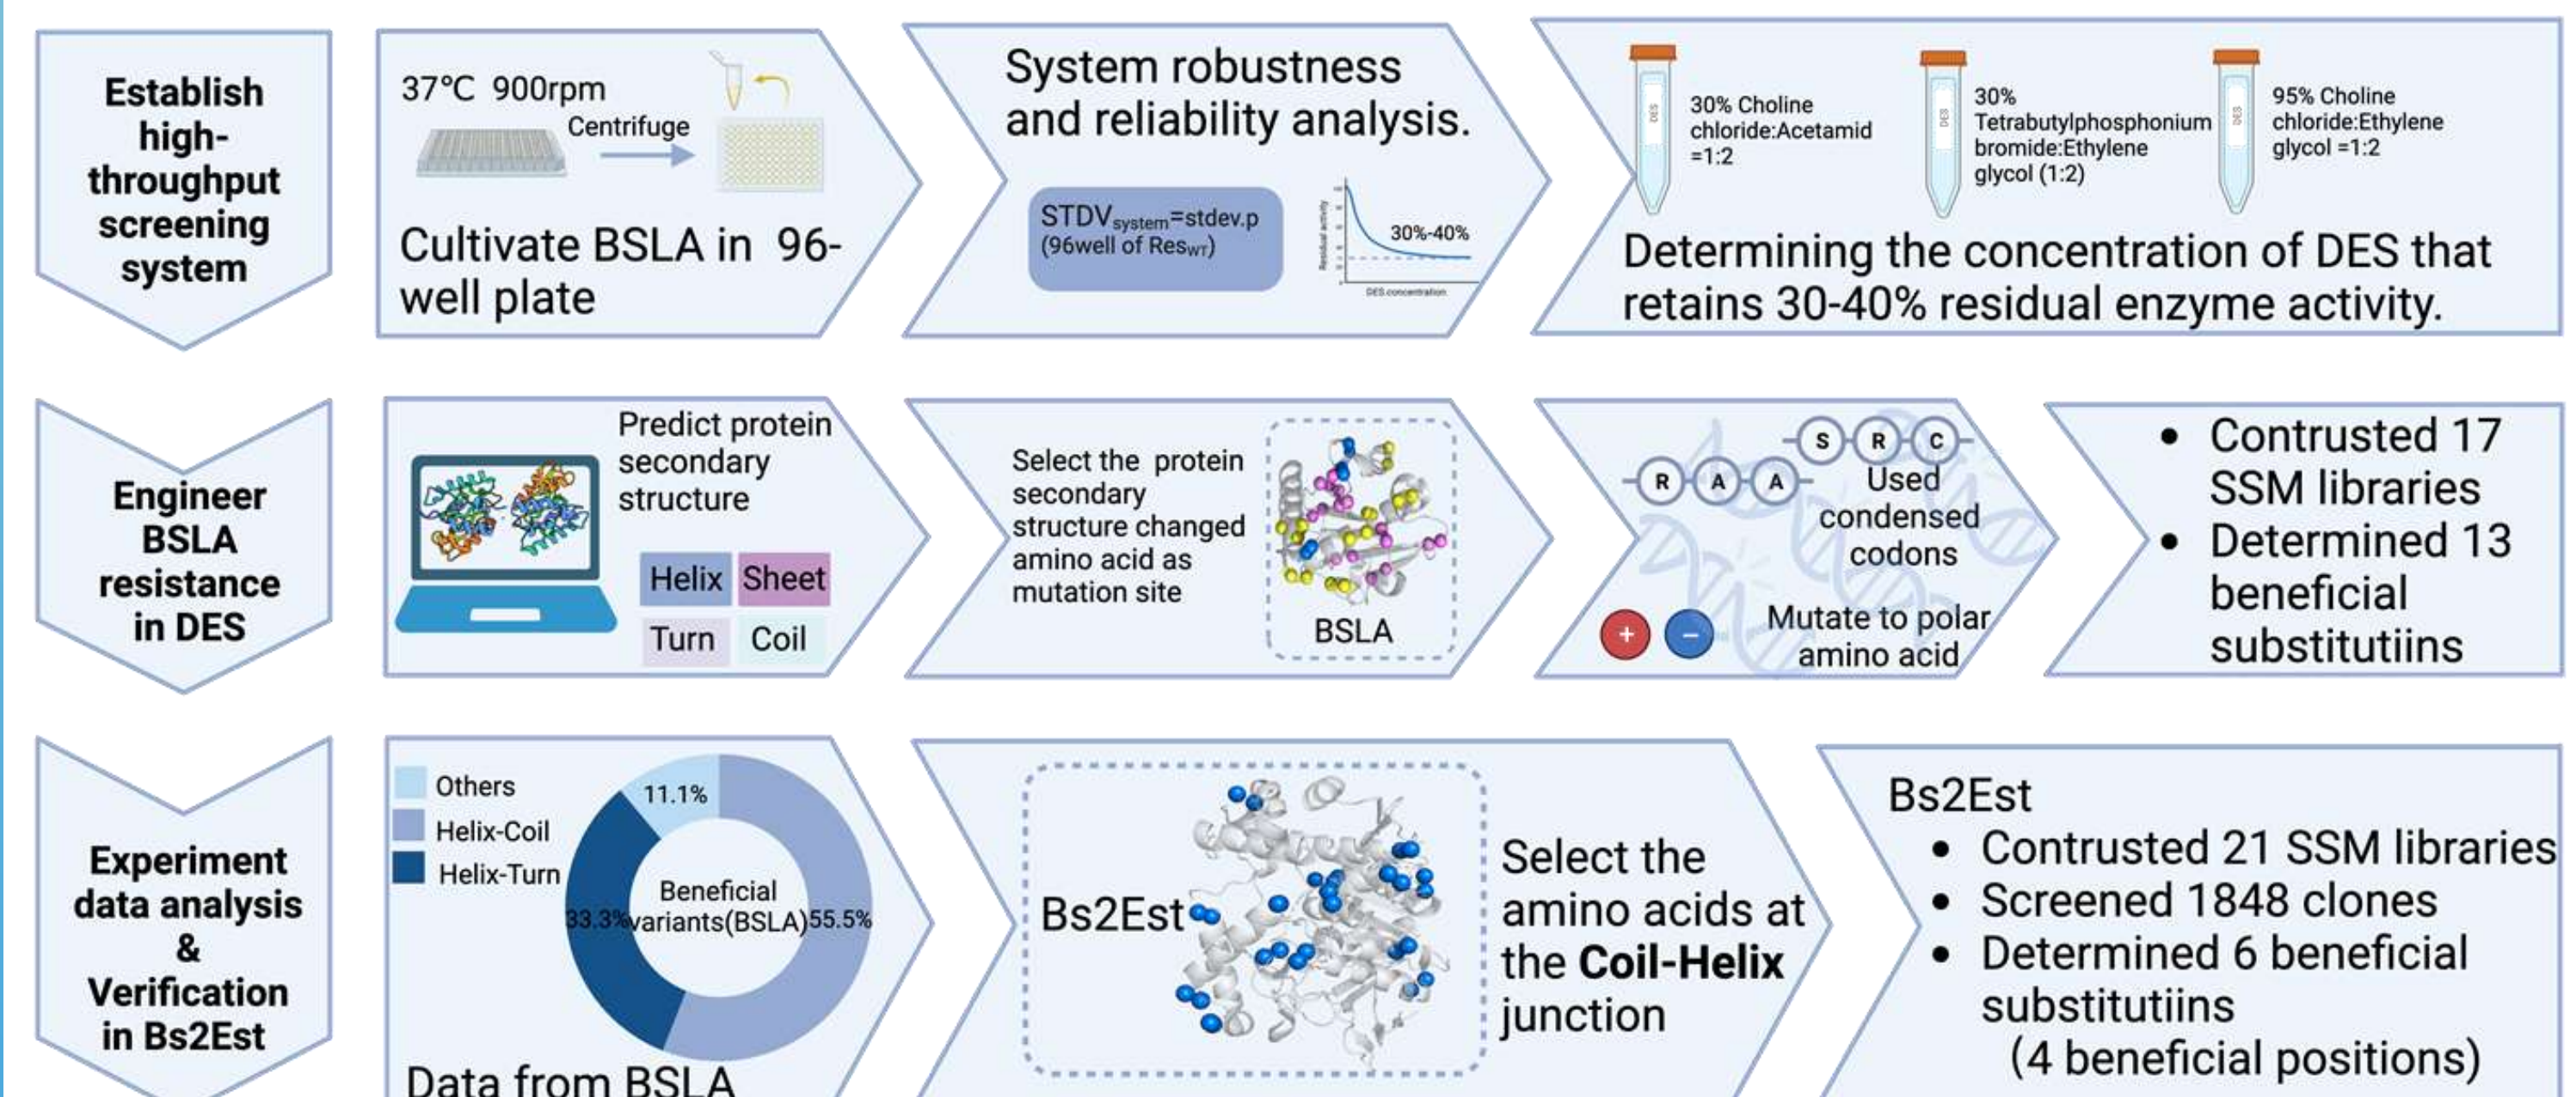 Establish
high-
throughput
screening
system
37℃ 900rpm
Centrifuge
Cultivate BSLA in 96-
well plate
System robustness
and reliability analysis.
STDVsystem=stdev.p
(96well of ResWT)
Residual activity
30%-40%
DES concentration
DES
30% Choline
chloride:Acetamid
=1:2
DES
30%
Tetrabutylphosphonium
bromide:Ethylene
glycol (1:2)
DES
95% Choline
chloride:Ethylene
glycol =1:2
Determining the concentration of DES that
retains 30-40% residual enzyme activity.
Engineer
BSLA
resistance
in DES
Predict protein
secondary
structure
Helix
Sheet
Turn
Coil
Select the protein
secondary
structure changed
amino acid as
mutation site
BSLA
S R C
R A A
Used
condensed
codons
+ −
Mutate to polar
amino acid
• Contrusted 17
SSM libraries
• Determined 13
beneficial
substitutiins
Experiment
data analysis
&
Verification
in Bs2Est
Others
Helix-Coil
Helix-Turn
11.1%
33.3%
Beneficial
variants(BSLA)
55.5%
Data from BSLA
Bs2Est
Select the
amino acids at
the Coil-Helix
junction
Bs2Est
• Contrusted 21 SSM libraries
• Screened 1848 clones
• Determined 6 beneficial
substitutiins
(4 beneficial positions)